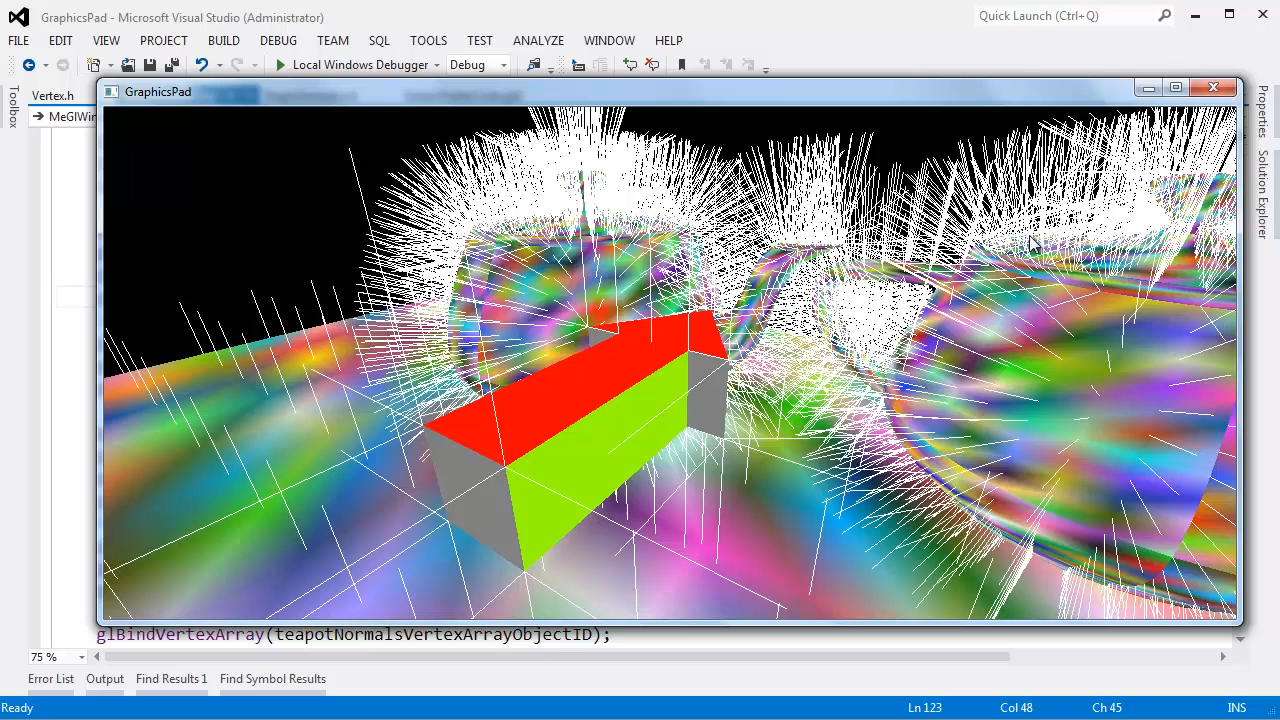 GraphicsPad - Microsoft Visual Studio (Administrator)
Quick Launch (Ctrl+Q)
FILE EDIT VIEW PROJECT BUILD DEBUG TEAM SQL TOOLS TEST ANALYZE WINDOW HELP
Local Windows Debugger Debug
Toolbox
Vertex.h
MeGlWin
GraphicsPad
Properties
Solution Explorer
glBindVertexArray(teapotNormalsVertexArrayObjectID);
75 %
Error List Output Find Results 1 Find Symbol Results
Ready Ln 123 Col 48 Ch 45 INS